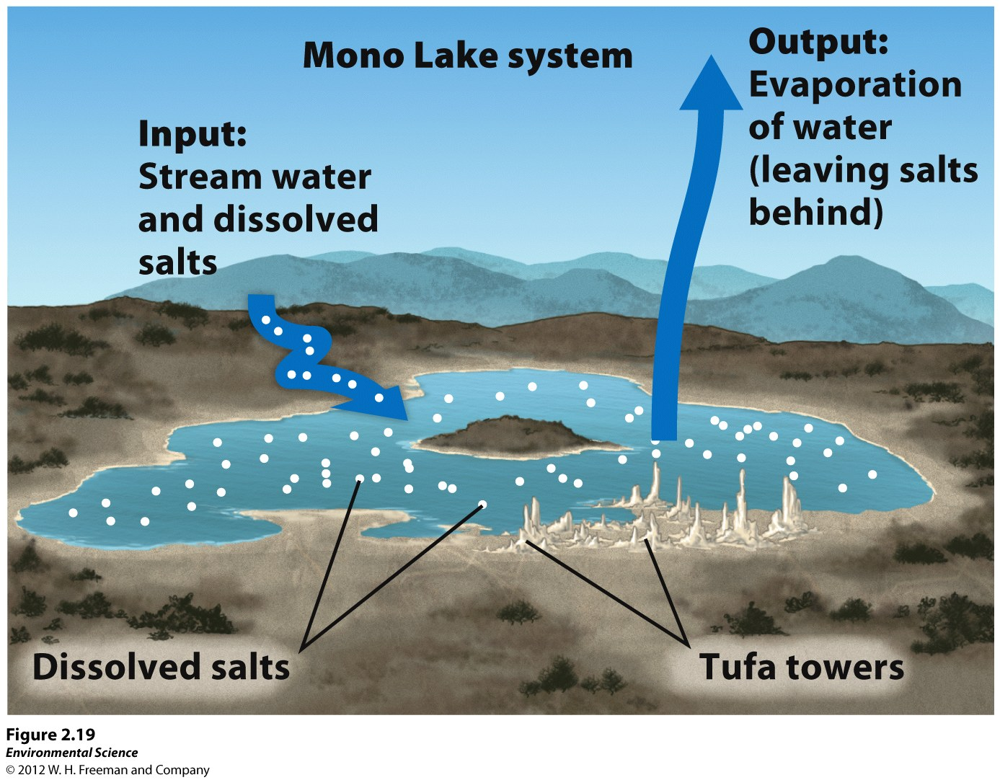 Mono Lake system
Input:
Stream water
and dissolved
salts
Output:
Evaporation
of water
(leaving salts
behind)
Dissolved salts
Tufa towers
Figure 2.19
Environmental Science
© 2012 W. H. Freeman and Company